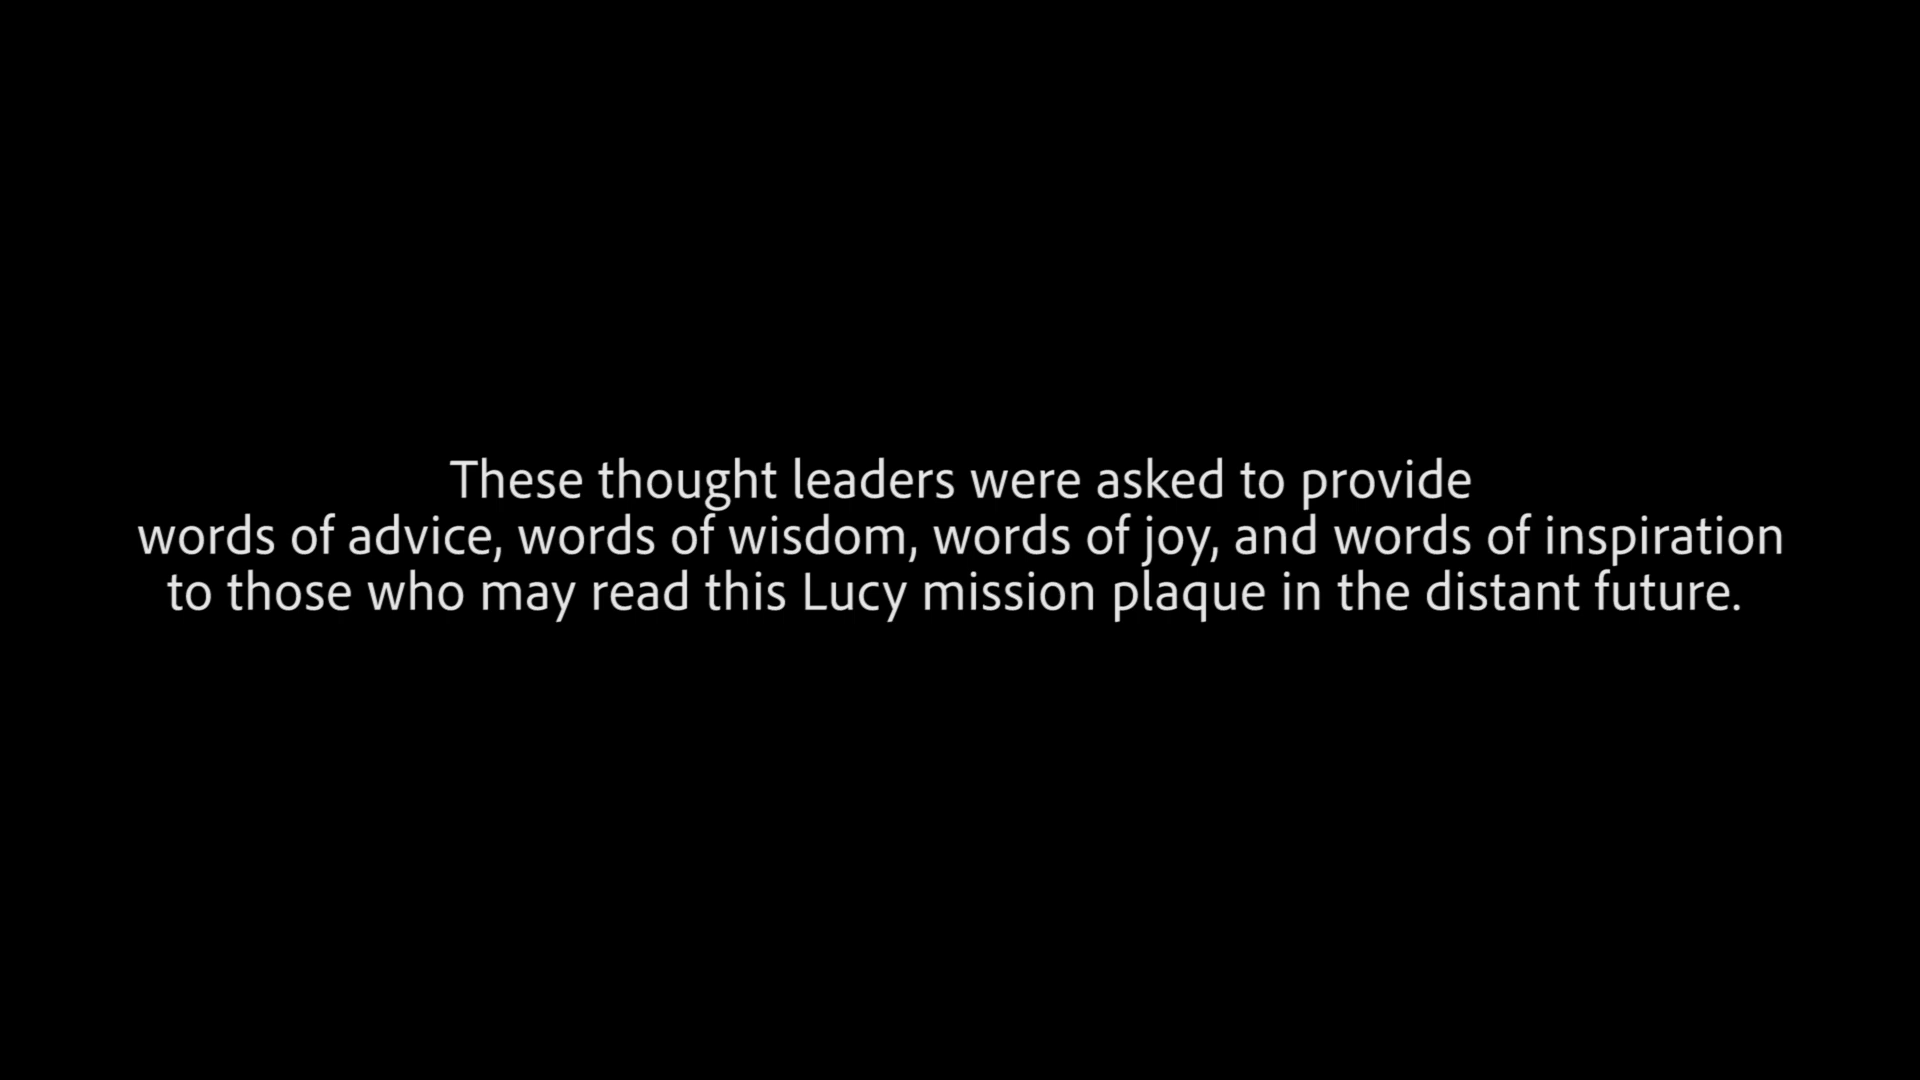 These thought leaders were asked to provide
words of advice, words of wisdom, words of joy, and words of inspiration
to those who may read this Lucy mission plaque in the distant future.